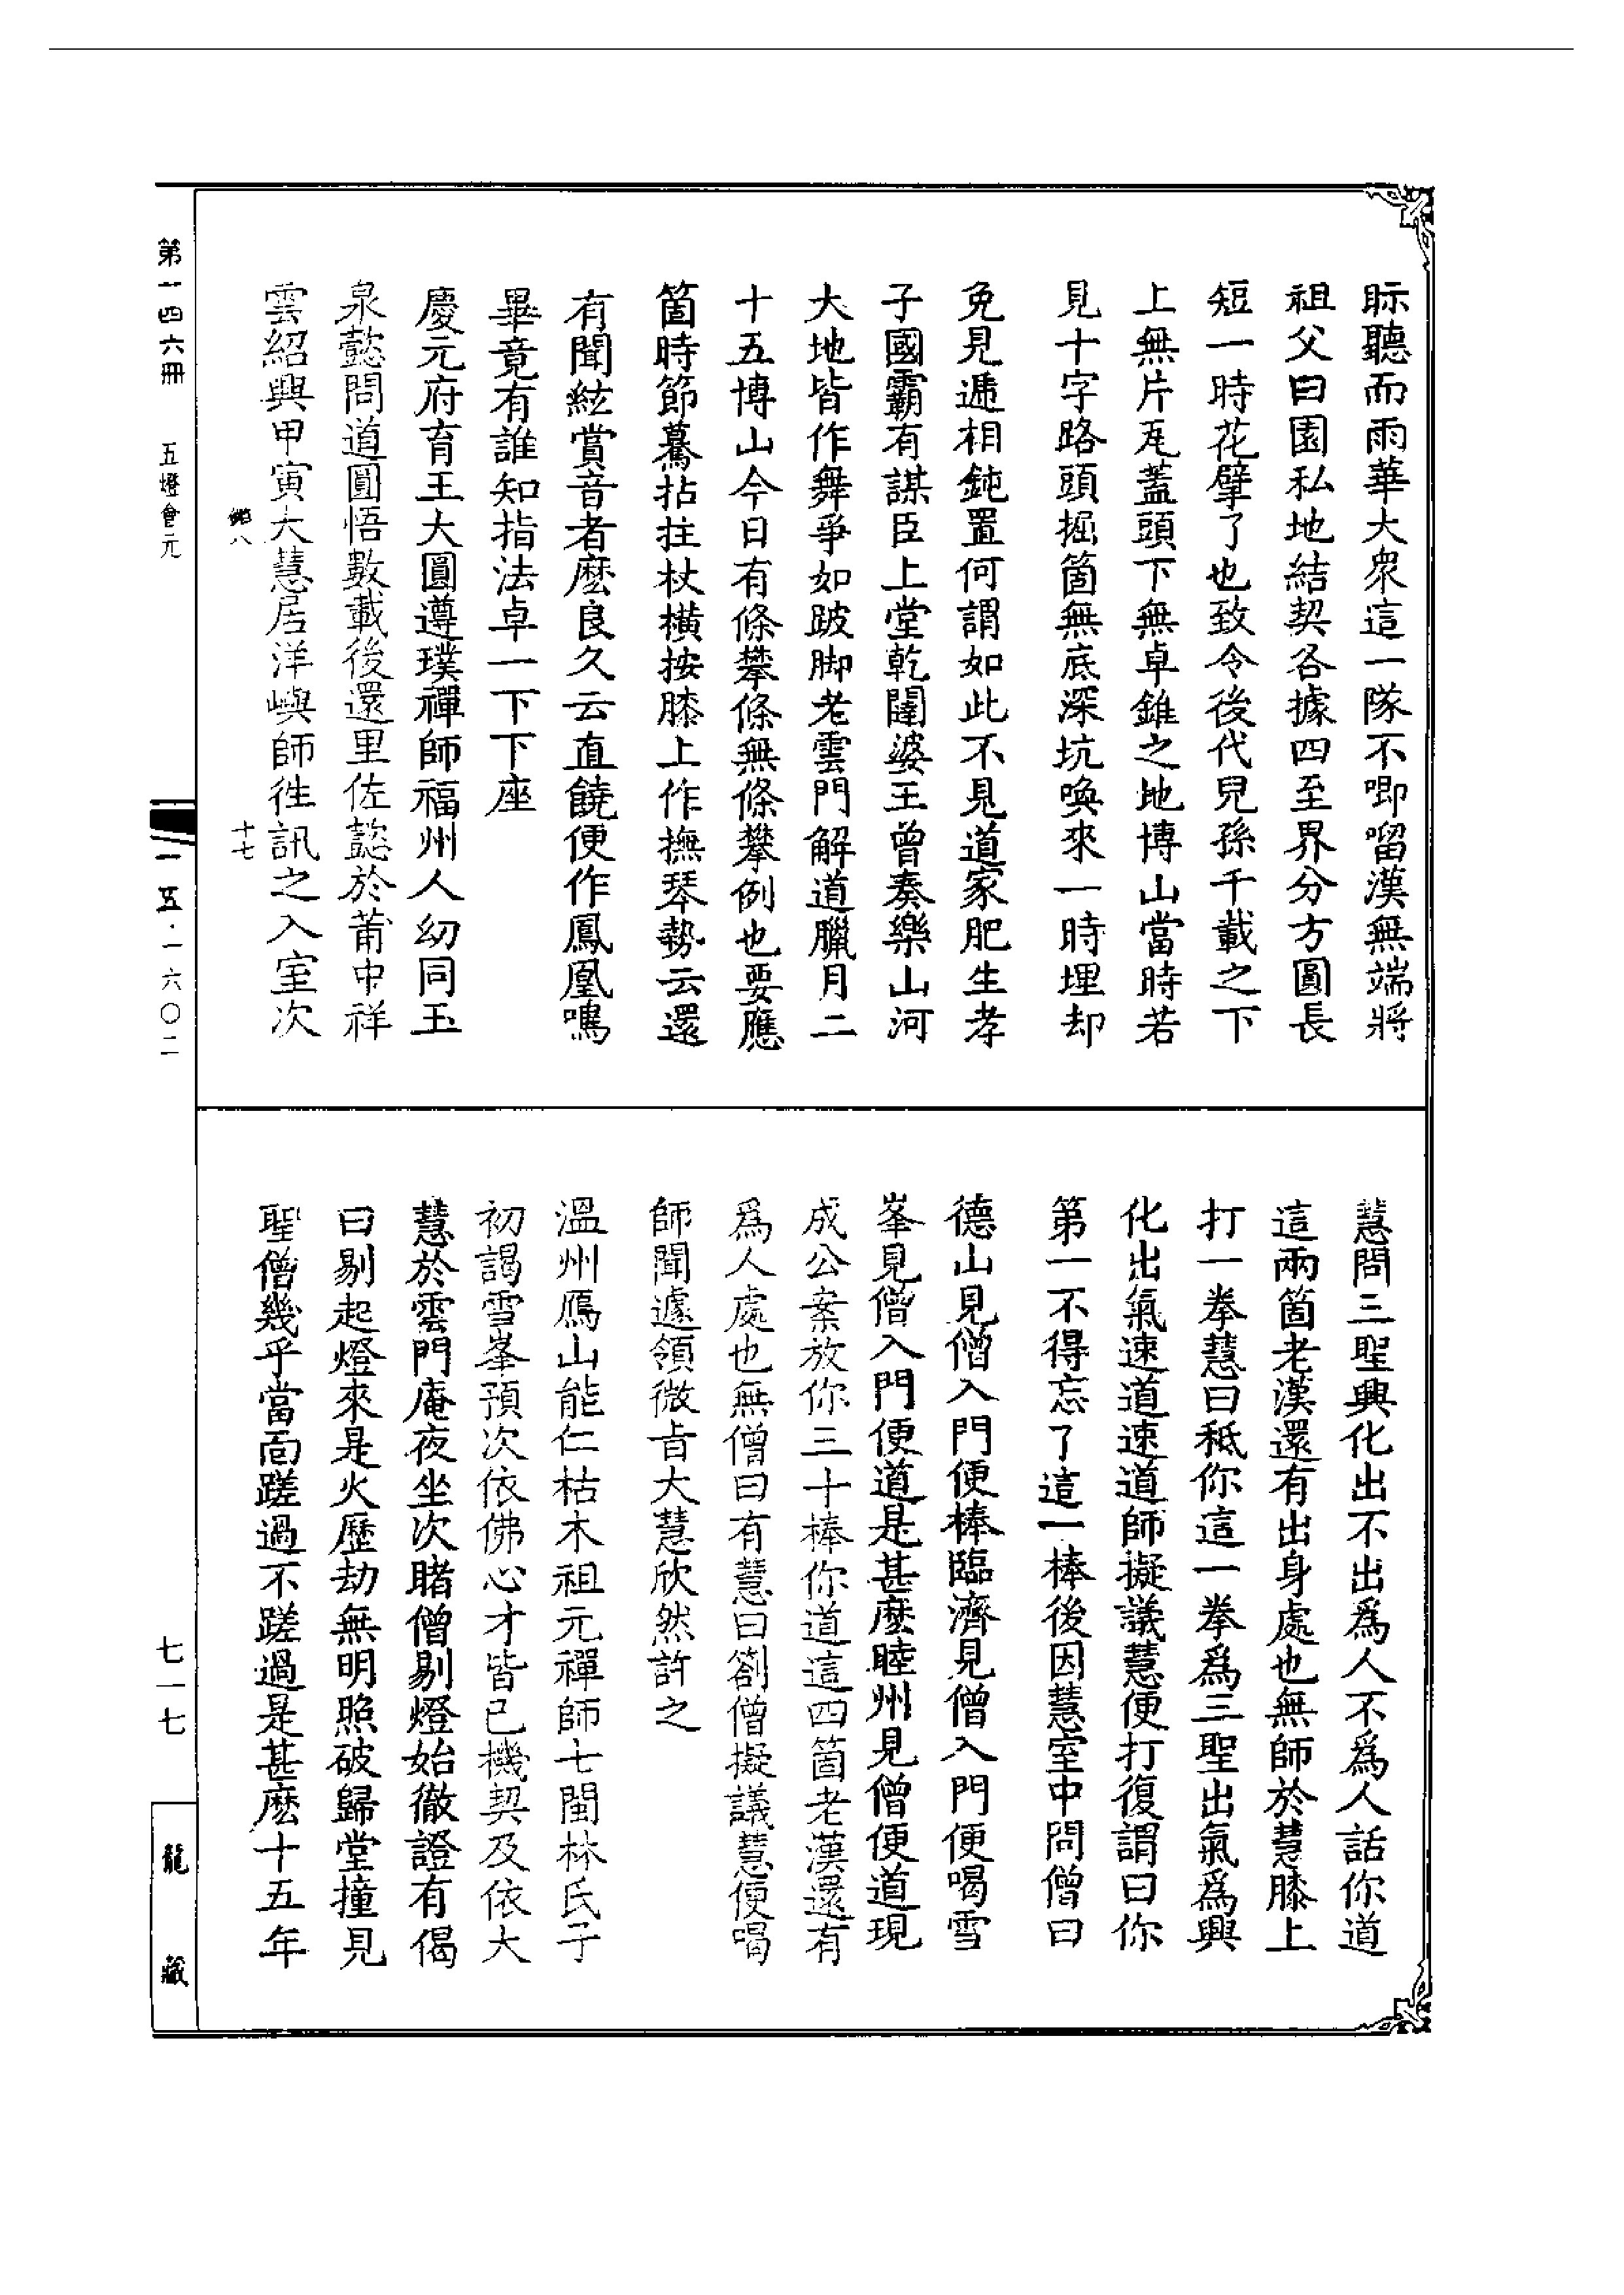 眎聽而雨華大衆這一隊不唧噹漢無端將
祖父田園私地結契各據四至界分方圓長
短一時花擘了也致令後代兒孫千載之下
上無片瓦蓋頭下無卓錐之地博山當時若
見十字路頭掘箇無底深坑喚來一時埋却
免見遞相鈍置何謂如此不見道家肥生孝
子國霸有謀臣上堂乾闥婆王曾奏樂山河
大地皆作舞爭如跛脚老雲門解道臘月二
十五博山今日有條攀條無條攀例也要應
箇時節驀拈拄杖橫按膝上作撫琴勢云還
有聞絃賞音者麽良久云直饒便作鳳凰鳴
畢竟有誰知指法卓一下下座
慶元府育王大圓遵璞禪師福州人幼同玉
泉懿問道圓悟數載後還里佐懿於莆中祥
雲紹興甲寅大慧居洋嶼師徃訊之入室次
慧問三聖興化出不出爲人不爲人話你道
這兩箇老漢還有出身處也無師於慧膝上
打一拳慧曰秪你這一拳爲三聖出氣爲興
化出氣速道速道師擬議慧便打復謂曰你
第一不得忘了這一棒後因慧室中問僧曰
德山見僧入門便棒臨濟見僧入門便喝雪
峯見僧入門便道是甚麽睦州見僧便道現
成公案放你三十棒你道這四箇老漢還有
爲人處也無僧曰有慧曰劄僧擬議慧便喝
師聞遽領微旨大慧欣然許之
溫州鴈山能仁枯木祖元禪師七閩林氏子
初謁雪峯預次依佛心才皆已機契及依大
慧於雲門庵夜坐次睹僧剔燈始徹證有偈
曰剔起燈來是火歷劫無明照破歸堂撞見
聖僧幾乎當面蹉過不蹉過是甚麽十五年
十七
第一四六冊 五燈會元
一五·一六〇二
七一七
龍藏